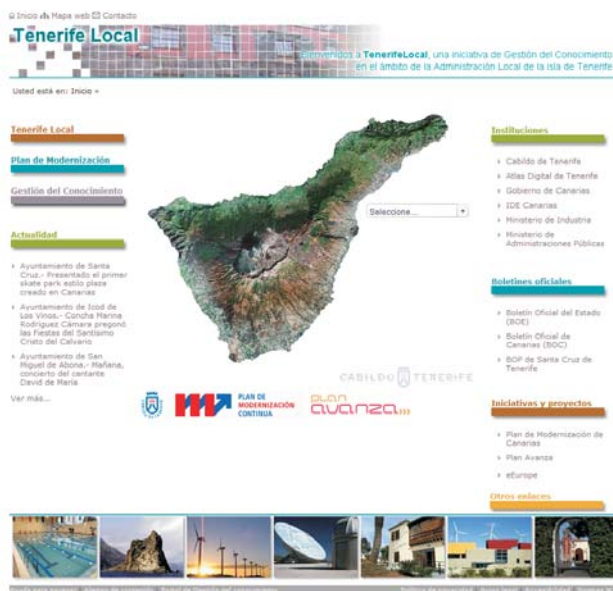 Inicio Mapa web Contacto
Tenerife Local
Bienvenidos a TenerifeLocal, una iniciativa de Gestión del Conocimiento
en el ámbito de la Administración Local de la isla de Tenerife
Usted está en: Inicio »
Tenerife Local
Plan de Modernización
Gestión del Conocimiento
Actualidad
Ayuntamiento de Santa
Cruz.- Presentado el primer
skate park estilo plaza
creado en Canarias
Ayuntamiento de Icod de
Los Vinos.- Concha Marina
Rodríguez Cámara pregonó
las Fiestas del Santísimo
Cristo del Calvario
Ayuntamiento de San
Miguel de Abona.- Mañana,
concierto del cantante
David de María
Ver más...
Seleccione...
CABILDO TENERIFE
PLAN DE
MODERNIZACIÓN
CONTINUA
PLAN
avanza
Instituciones
Cabildo de Tenerife
Atlas Digital de Tenerife
Gobierno de Canarias
IDE Canarias
Ministerio de Industria
Ministerio de
Administraciones Públicas
Boletines oficiales
Boletín Oficial del Estado
(BOE)
Boletín Oficial de
Canarias (BOC)
BOP de Santa Cruz de
Tenerife
Iniciativas y proyectos
Plan de Modernización de
Canarias
Plan Avanza
eEurope
Otros enlaces